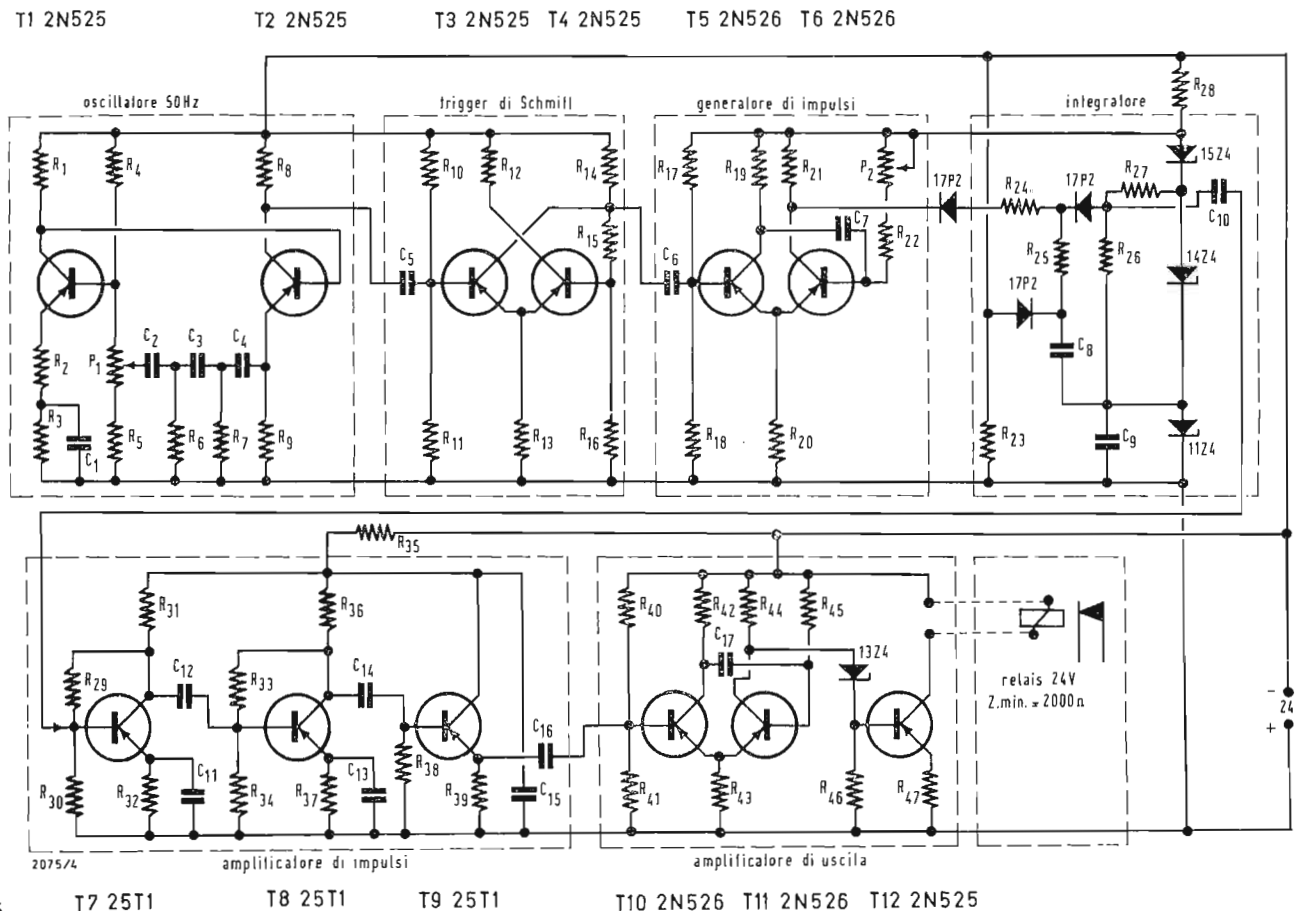 T1 2N525
T2 2N525
T3 2N525
T4 2N525
T5 2N526
T6 2N526
oscillatore 50Hz
trigger di Schmitt
generatore di impulsi
integratore
R28
R1
R4
R8
R10
R12
R14
R17
R19
R21
P2
15Z4
R27
17P2
R24
17P2
C10
R15
C7
R22
C5
C6
R25
R26
14Z4
17P2
C2
C3
C4
R2
P1
C8
R3
C1
R5
R6
R7
R9
R11
R13
R16
R18
R20
R23
C9
11Z4
R35
R31
R36
R40
R42
R44
R45
C17
13Z4
R29
C12
R33
C14
relais 24V
Z.min. = 2000Ω
-
24
+
C16
R30
R32
C11
R34
R37
C13
R38
R39
C15
R41
R43
R46
R47
2075/4
amplificatore di impulsi
amplificatore di uscita
T7 25T1
T8 25T1
T9 25T1
T10 2N526
T11 2N526
T12 2N525